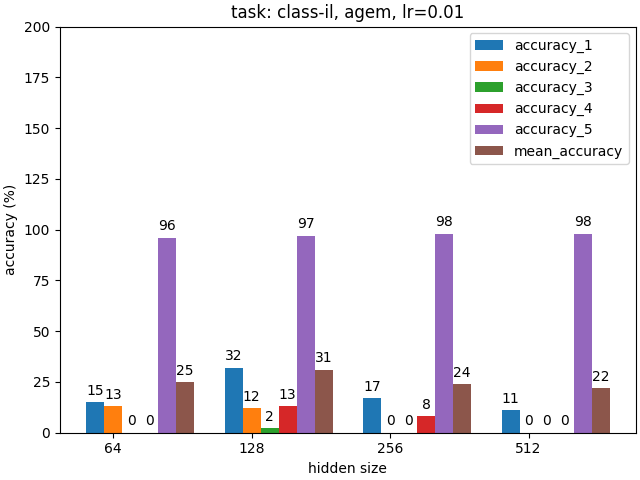 task: class-il, agem, lr=0.01
accuracy (%)
200
175
150
125
100
75
50
25
0
accuracy_1
accuracy_2
accuracy_3
accuracy_4
accuracy_5
mean_accuracy
15 13 0 0 96 25
32 12 2 13 97 31
17 0 0 8 98 24
11 0 0 0 98 22
64 128 256 512
hidden size